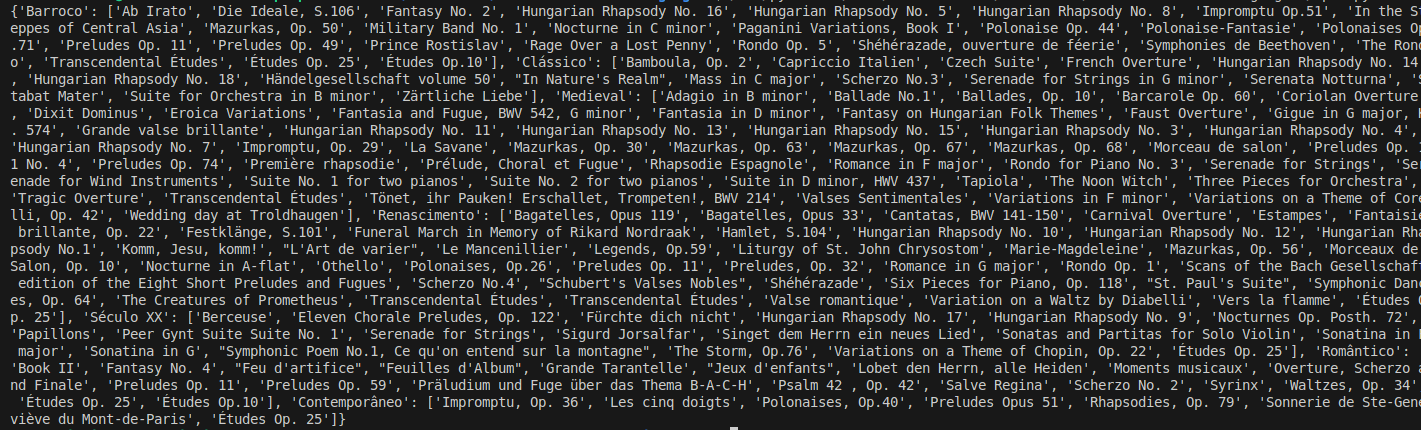 {'Barroco': ['Ab Irato', 'Die Ideale, S.106', 'Fantasy No. 2', 'Hungarian Rhapsody No. 16', 'Hungarian Rhapsody No. 5', 'Hungarian Rhapsody No. 8', 'Impromptu Op.51', 'In the St
eppes of Central Asia', 'Mazurkas, Op. 50', 'Military Band No. 1', 'Nocturne in C minor', 'Paganini Variations, Book I', 'Polonaise Op. 44', 'Polonaise-Fantasie', 'Polonaises Op
.71', 'Preludes Op. 11', 'Preludes Op. 49', 'Prince Rostislav', 'Rage Over a Lost Penny', 'Rondo Op. 5', 'Shéhérazade, ouverture de féerie', 'Symphonies de Beethoven', 'The Ron
o', 'Transcendental Études', 'Études Op. 25', 'Études Op.10'], 'Clássico': ['Bamboula, Op. 2', 'Capriccio Italien', 'Czech Suite', 'French Overture', 'Hungarian Rhapsody No. 14
, 'Hungarian Rhapsody No. 18', 'Händelgesellschaft volume 50', "In Nature's Realm", 'Mass in C major', 'Scherzo No.3', 'Serenade for Strings in G minor', 'Serenata Notturna', 'S
tabat Mater', 'Suite for Orchestra in B minor', 'Zärtliche Liebe'], 'Medieval': ['Adagio in B minor', 'Ballade No.1', 'Ballades, Op. 10', 'Barcarole Op. 60', 'Coriolan Overture
, 'Dixit Dominus', 'Eroica Variations', 'Fantasia and Fugue, BWV 542, G minor', 'Fantasia in D minor', 'Fantasy on Hungarian Folk Themes', 'Faust Overture', 'Gigue in G major, K
. 574', 'Grande valse brillante', 'Hungarian Rhapsody No. 11', 'Hungarian Rhapsody No. 13', 'Hungarian Rhapsody No. 15', 'Hungarian Rhapsody No. 3', 'Hungarian Rhapsody No. 4',
'Hungarian Rhapsody No. 7', 'Impromptu, Op. 29', 'La Savane', 'Mazurkas, Op. 30', 'Mazurkas, Op. 63', 'Mazurkas, Op. 67', 'Mazurkas, Op. 68', 'Morceau de salon', 'Preludes Op. 1
1 No. 4', 'Preludes Op. 74', 'Première rhapsodie', 'Prélude, Choral et Fugue', 'Rhapsodie Espagnole', 'Romance in F major', 'Rondo for Piano No. 3', 'Serenade for Strings', 'Ser
enade for Wind Instruments', 'Suite No. 1 for two pianos', 'Suite No. 2 for two pianos', 'Suite in D minor, HWV 437', 'Tapiola', 'The Noon Witch', 'Three Pieces for Orchestra',
'Tragic Overture', 'Transcendental Études', 'Tönet, ihr Pauken! Erschallet, Trompeten!, BWV 214', 'Valses Sentimentales', 'Variations in F minor', 'Variations on a Theme of Core
lli, Op. 42', 'Wedding day at Troldhaugen'], 'Renascimento': ['Bagatelles, Opus 119', 'Bagatelles, Opus 33', 'Cantatas, BWV 141-150', 'Carnival Overture', 'Estampes', 'Fantaisie
brillante, Op. 22', 'Festklänge, S.101', 'Funeral March in Memory of Rikard Nordraak', 'Hamlet, S.104', 'Hungarian Rhapsody No. 10', 'Hungarian Rhapsody No. 12', 'Hungarian Rha
psody No.1', 'Komm, Jesu, komm!', "L'Art de varier", 'Le Mancenillier', 'Legends, Op.59', 'Liturgy of St. John Chrysostom', 'Marie-Magdeleine', 'Mazurkas, Op. 56', 'Morceaux de
Salon, Op. 10', 'Nocturne in A-flat', 'Othello', 'Polonaises, Op.26', 'Preludes Op. 11', 'Preludes, Op. 32', 'Romance in G major', 'Rondo Op. 1', 'Scans of the Bach Gesellschaft
edition of the Eight Short Preludes and Fugues', 'Scherzo No.4', "Schubert's Valses Nobles", 'Shéhérazade', 'Six Pieces for Piano, Op. 118', "St. Paul's Suite", 'Symphonic Danc
es, Op. 64', 'The Creatures of Prometheus', 'Transcendental Études', 'Transcendental Études', 'Valse romantique', 'Variation on a Waltz by Diabelli', 'Vers la flamme', 'Études O
p. 25'], 'Século XX': ['Berceuse', 'Eleven Chorale Preludes, Op. 122', 'Fürchte dich nicht', 'Hungarian Rhapsody No. 17', 'Hungarian Rhapsody No. 9', 'Nocturnes Op. Posth. 72',
'Papillons', 'Peer Gynt Suite Suite No. 1', 'Serenade for Strings', 'Sigurd Jorsalfar', 'Singet dem Herrn ein neues Lied', 'Sonatas and Partitas for Solo Violin', 'Sonatina in F
major', 'Sonatina in G', "Symphonic Poem No.1, Ce qu'on entend sur la montagne", 'The Storm, Op.76', 'Variations on a Theme of Chopin, Op. 22', 'Études Op. 25'], 'Romântico':
'Book II', 'Fantasy No. 4', "Feu d'artifice", "Feuilles d'Album", 'Grande Tarantelle', "Jeux d'enfants", 'Lobet den Herrn, alle Heiden', 'Moments musicaux', 'Overture, Scherzo a
nd Finale', 'Preludes Op. 11', 'Preludes Op. 59', 'Präludium und Fuge über das Thema B-A-C-H', 'Psalm 42 , Op. 42', 'Salve Regina', 'Scherzo No. 2', 'Syrinx', 'Waltzes, Op. 34'
'Études Op. 25', 'Études Op.10'], 'Contemporâneo': ['Impromptu, Op. 36', 'Les cinq doigts', 'Polonaises, Op.40', 'Preludes Opus 51', 'Rhapsodies, Op. 79', 'Sonnerie de Ste-Gene
viève du Mont-de-Paris', 'Études Op. 25']}